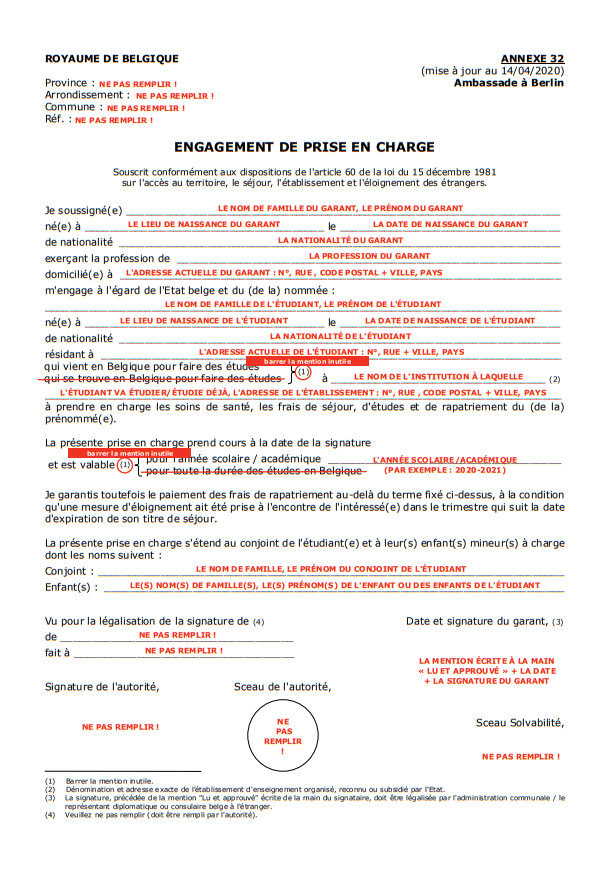 ROYAUME DE BELGIQUE
ANNEXE 32
(mise à jour au 14/04/2020)
Ambassade à Berlin
Province : NE PAS REMPLIR !
Arrondissement : NE PAS REMPLIR !
Commune : NE PAS REMPLIR !
Réf. : NE PAS REMPLIR !
ENGAGEMENT DE PRISE EN CHARGE
Souscrit conformément aux dispositions de l'article 60 de la loi du 15 décembre 1981
sur l'accès au territoire, le séjour, l'établissement et l'éloignement des étrangers.
Je soussigné(e) LE NOM DE FAMILLE DU GARANT, LE PRÉNOM DU GARANT
né(e) à LE LIEU DE NAISSANCE DU GARANT le LA DATE DE NAISSANCE DU GARANT
de nationalité LA NATIONALITÉ DU GARANT
exerçant la profession de LA PROFESSION DU GARANT
domicilié(e) à L'ADRESSE ACTUELLE DU GARANT : N°, RUE , CODE POSTAL + VILLE, PAYS
m'engage à l'égard de l'Etat belge et du (de la) nommée :
LE NOM DE FAMILLE DE L'ÉTUDIANT, LE PRÉNOM DE L'ÉTUDIANT
né(e) à LE LIEU DE NAISSANCE DE L'ÉTUDIANT le LA DATE DE NAISSANCE DE L'ÉTUDIANT
de nationalité LA NATIONALITÉ DE L'ÉTUDIANT
résidant à L'ADRESSE ACTUELLE DE L'ÉTUDIANT : N°, RUE + VILLE, PAYS
barrer la mention inutile
qui vient en Belgique pour faire des études
qui se trouve en Belgique pour faire des études (1) à LE NOM DE L'INSTITUTION À LAQUELLE (2)
L'ÉTUDIANT VA ÉTUDIER/ÉTUDIE DÉJÀ, L'ADRESSE DE L'ÉTABLISSEMENT : N°, RUE , CODE POSTAL + VILLE, PAYS
à prendre en charge les soins de santé, les frais de séjour, d'études et de rapatriement du (de la)
prénommé(e).
La présente prise en charge prend cours à la date de la signature
barrer la mention inutile
et est valable (1) pour l'année scolaire / académique L'ANNÉE SCOLAIRE /ACADÉMIQUE
pour toute la durée des études en Belgique (PAR EXEMPLE : 2020-2021)
Je garantis toutefois le paiement des frais de rapatriement au-delà du terme fixé ci-dessus, à la condition
qu'une mesure d'éloignement ait été prise à l'encontre de l'intéressé(e) dans le trimestre qui suit la date
d'expiration de son titre de séjour.
La présente prise en charge s'étend au conjoint de l'étudiant(e) et à leur(s) enfant(s) mineur(s) à charge
dont les noms suivent :
Conjoint : LE NOM DE FAMILLE, LE PRÉNOM DU CONJOINT DE L'ÉTUDIANT
Enfant(s) : LE(S) NOM(S) DE FAMILLE(S), LE(S) PRÉNOM(S) DE L'ENFANT OU DES ENFANTS DE L'ÉTUDIANT
Vu pour la légalisation de la signature de (4)
Date et signature du garant, (3)
de NE PAS REMPLIR !
fait à NE PAS REMPLIR !
LA MENTION ÉCRITE À LA MAIN
« LU ET APPROUVÉ » + LA DATE
+ LA SIGNATURE DU GARANT
Signature de l'autorité,
Sceau de l'autorité,
NE PAS REMPLIR !
NE
PAS
REMPLIR
!
Sceau Solvabilité,
NE PAS REMPLIR !
(1) Barrer la mention inutile.
(2) Dénomination et adresse exacte de l'établissement d'enseignement organisé, reconnu ou subsidié par l'Etat.
(3) La signature, précédée de la mention "Lu et approuvé" écrite de la main du signataire, doit être légalisée par l'administration communale / le
représentant diplomatique ou consulaire belge à l'étranger.
(4) Veuillez ne pas remplir (doit être rempli par l'autorité).